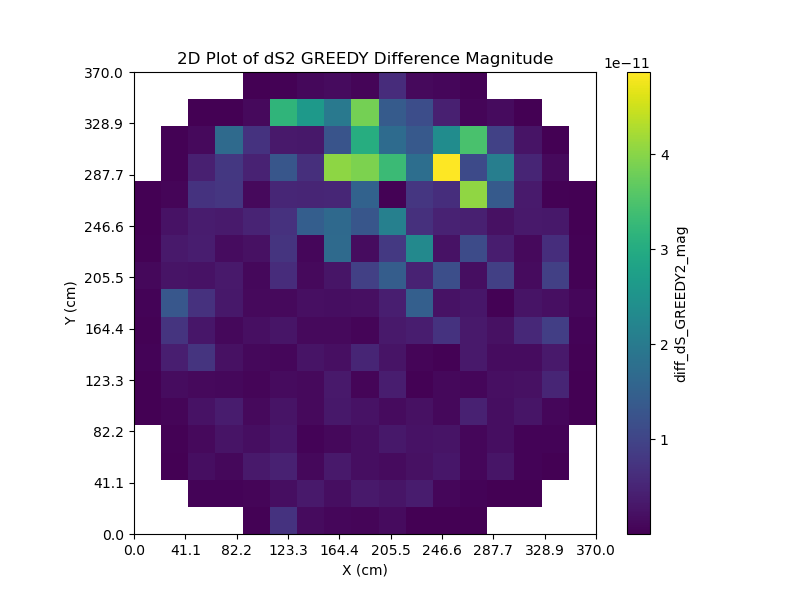 2D Plot of dS2 GREEDY Difference Magnitude
1e−11
370.0
328.9
287.7
246.6
205.5
164.4
123.3
82.2
41.1
0.0
Y (cm)
0.0 41.1 82.2 123.3 164.4 205.5 246.6 287.7 328.9 370.0
X (cm)
4
3
2
1
diff_dS_GREEDY2_mag